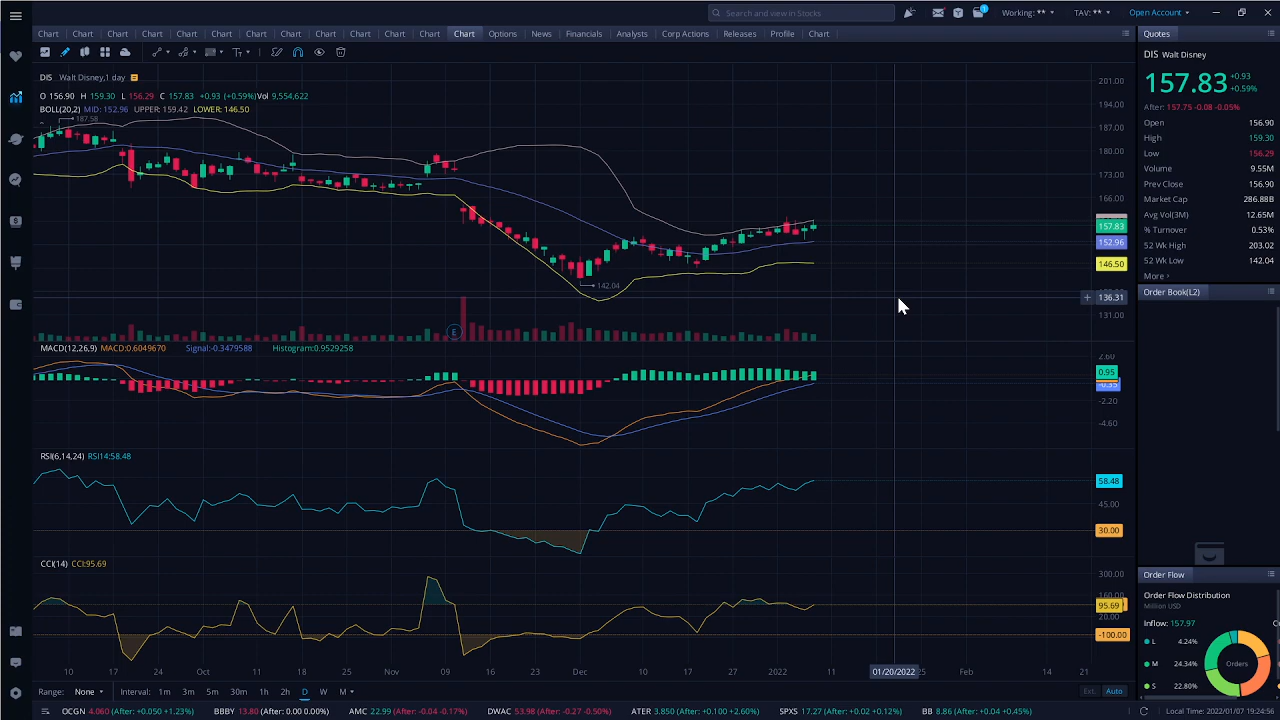 Search and view in Stocks
1
Working: ** TAV: ** Open Account
Chart Chart Chart Chart Chart Chart Chart Chart Chart Chart Chart Chart Chart Options News Financials Analysts Corp Actions Releases Profile Chart
Quotes
DIS Walt Disney
157.83 +0.93
+0.59%
After: 157.75 -0.08 -0.05%
Open 156.90
High 159.30
Low 156.29
Volume 9.55M
Prev Close 156.90
Market Cap 286.88B
Avg Vol(3M) 12.65M
% Turnover 0.53%
52 Wk High 203.02
52 Wk Low 142.04
More >
Order Book(L2)
Order Flow
Order Flow Distribution
Million USD
Inflow: 157.97
L 4.24%
M 24.34%
S 22.80%
Orders
DIS Walt Disney,1 day
O 156.90 H 159.30 L 156.29 C 157.83 +0.93 (+0.59%) Vol 9,554,622
BOLL(20,2) MID: 152.96 UPPER: 159.42 LOWER: 146.50
187.58
142.04
E
201.00
194.00
187.00
180.00
173.00
166.00
157.83
152.96
146.50
136.31
131.00
MACD(12,26,9) MACD:0.6049670 Signal:-0.3479588 Histogram:0.9529258
2.60
0.95
-0.35
-2.20
-4.60
RSI(6,14,24) RSI14:58.48
58.48
45.00
30.00
CCI(14) CCI:95.69
300.00
160.00
95.69
20.00
-100.00
10 17 24 Oct 11 18 25 Nov 09 16 23 Dec 10 17 27 2022 11 01/20/2022 25 Feb 14 21
Range: None Interval: 1m 3m 5m 30m 1h 2h D W M Ext. Auto
OCGN 4.060 (After: +0.050 +1.23%) BBBY 13.80 (After: 0.00 0.00%) AMC 22.99 (After: -0.04 -0.17%) DWAC 53.98 (After: -0.27 -0.50%) ATER 3.850 (After: +0.100 +2.60%) SPXS 17.27 (After: +0.02 +0.12%) BB 8.86 (After: +0.04 +0.45%) Local Time: 2022/01/07 19:24:56